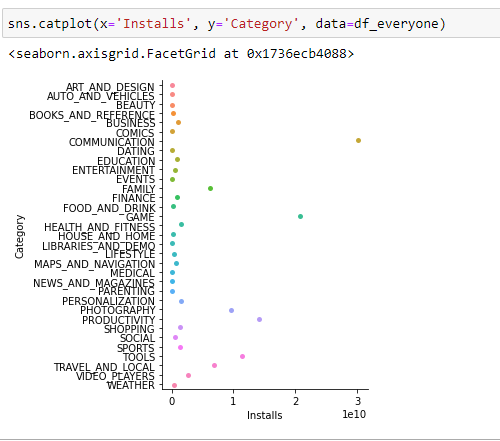 sns.catplot(x='Installs', y='Category', data=df_everyone)
<seaborn.axisgrid.FacetGrid at 0x1736ecb4088>
ART_AND_DESIGN
AUTO_AND_VEHICLES
BEAUTY
BOOKS_AND_REFERENCE
BUSINESS
COMICS
COMMUNICATION
DATING
EDUCATION
ENTERTAINMENT
EVENTS
FAMILY
FINANCE
FOOD_AND_DRINK
GAME
HEALTH_AND_FITNESS
HOUSE_AND_HOME
LIBRARIES_AND_DEMO
LIFESTYLE
MAPS_AND_NAVIGATION
MEDICAL
NEWS_AND_MAGAZINES
PARENTING
PERSONALIZATION
PHOTOGRAPHY
PRODUCTIVITY
SHOPPING
SOCIAL
SPORTS
TOOLS
TRAVEL_AND_LOCAL
VIDEO_PLAYERS
WEATHER
Category
0 1 2 3
1e10
Installs